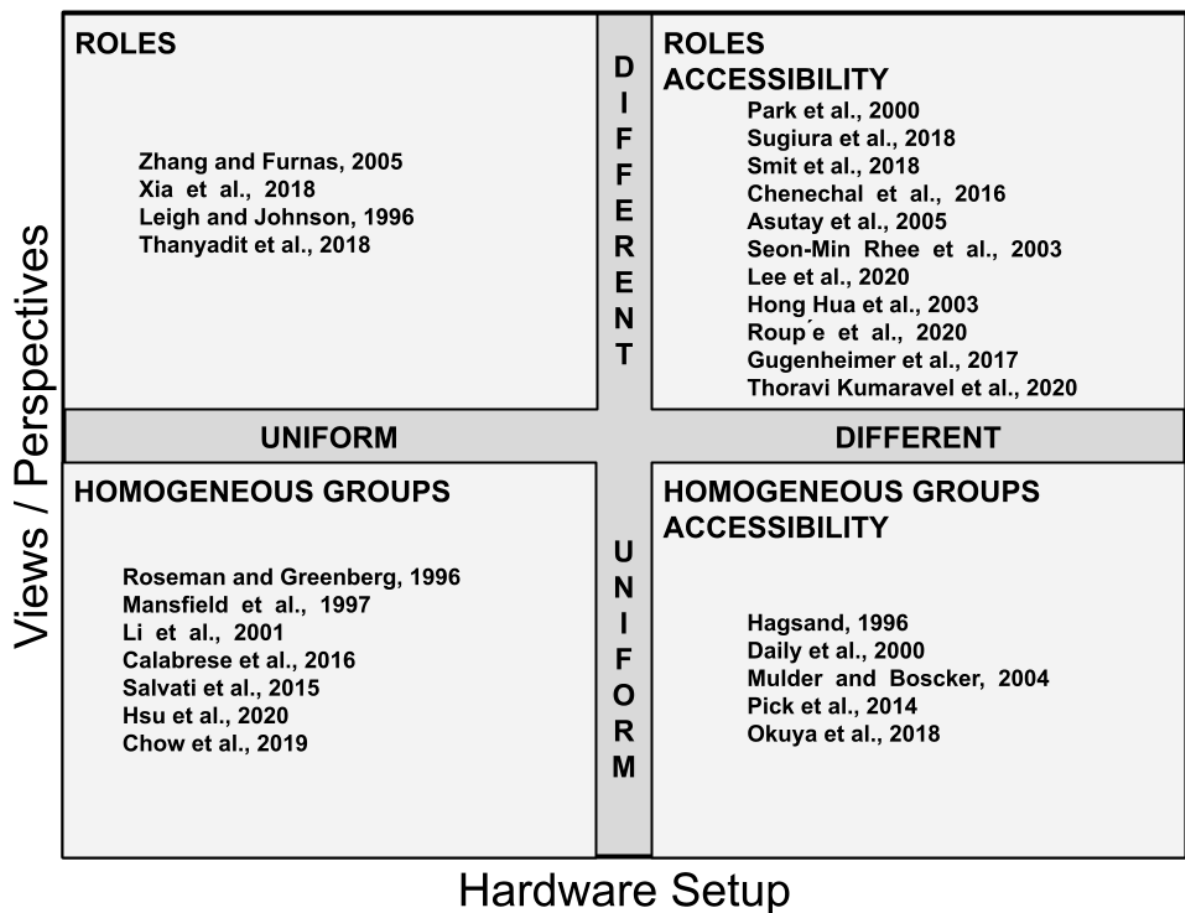 Views / Perspectives
ROLES
Zhang and Furnas, 2005
Xia et al., 2018
Leigh and Johnson, 1996
Thanyadit et al., 2018
DIFFERENT
ROLES
ACCESSIBILITY
Park et al., 2000
Sugiura et al., 2018
Smit et al., 2018
Chenechal et al., 2016
Asutay et al., 2005
Seon-Min Rhee et al., 2003
Lee et al., 2020
Hong Hua et al., 2003
Roup´e et al., 2020
Gugenheimer et al., 2017
Thoravi Kumaravel et al., 2020
UNIFORM
DIFFERENT
HOMOGENEOUS GROUPS
Roseman and Greenberg, 1996
Mansfield et al., 1997
Li et al., 2001
Calabrese et al., 2016
Salvati et al., 2015
Hsu et al., 2020
Chow et al., 2019
UNIFORM
HOMOGENEOUS GROUPS
ACCESSIBILITY
Hagsand, 1996
Daily et al., 2000
Mulder and Boscker, 2004
Pick et al., 2014
Okuya et al., 2018
Hardware Setup